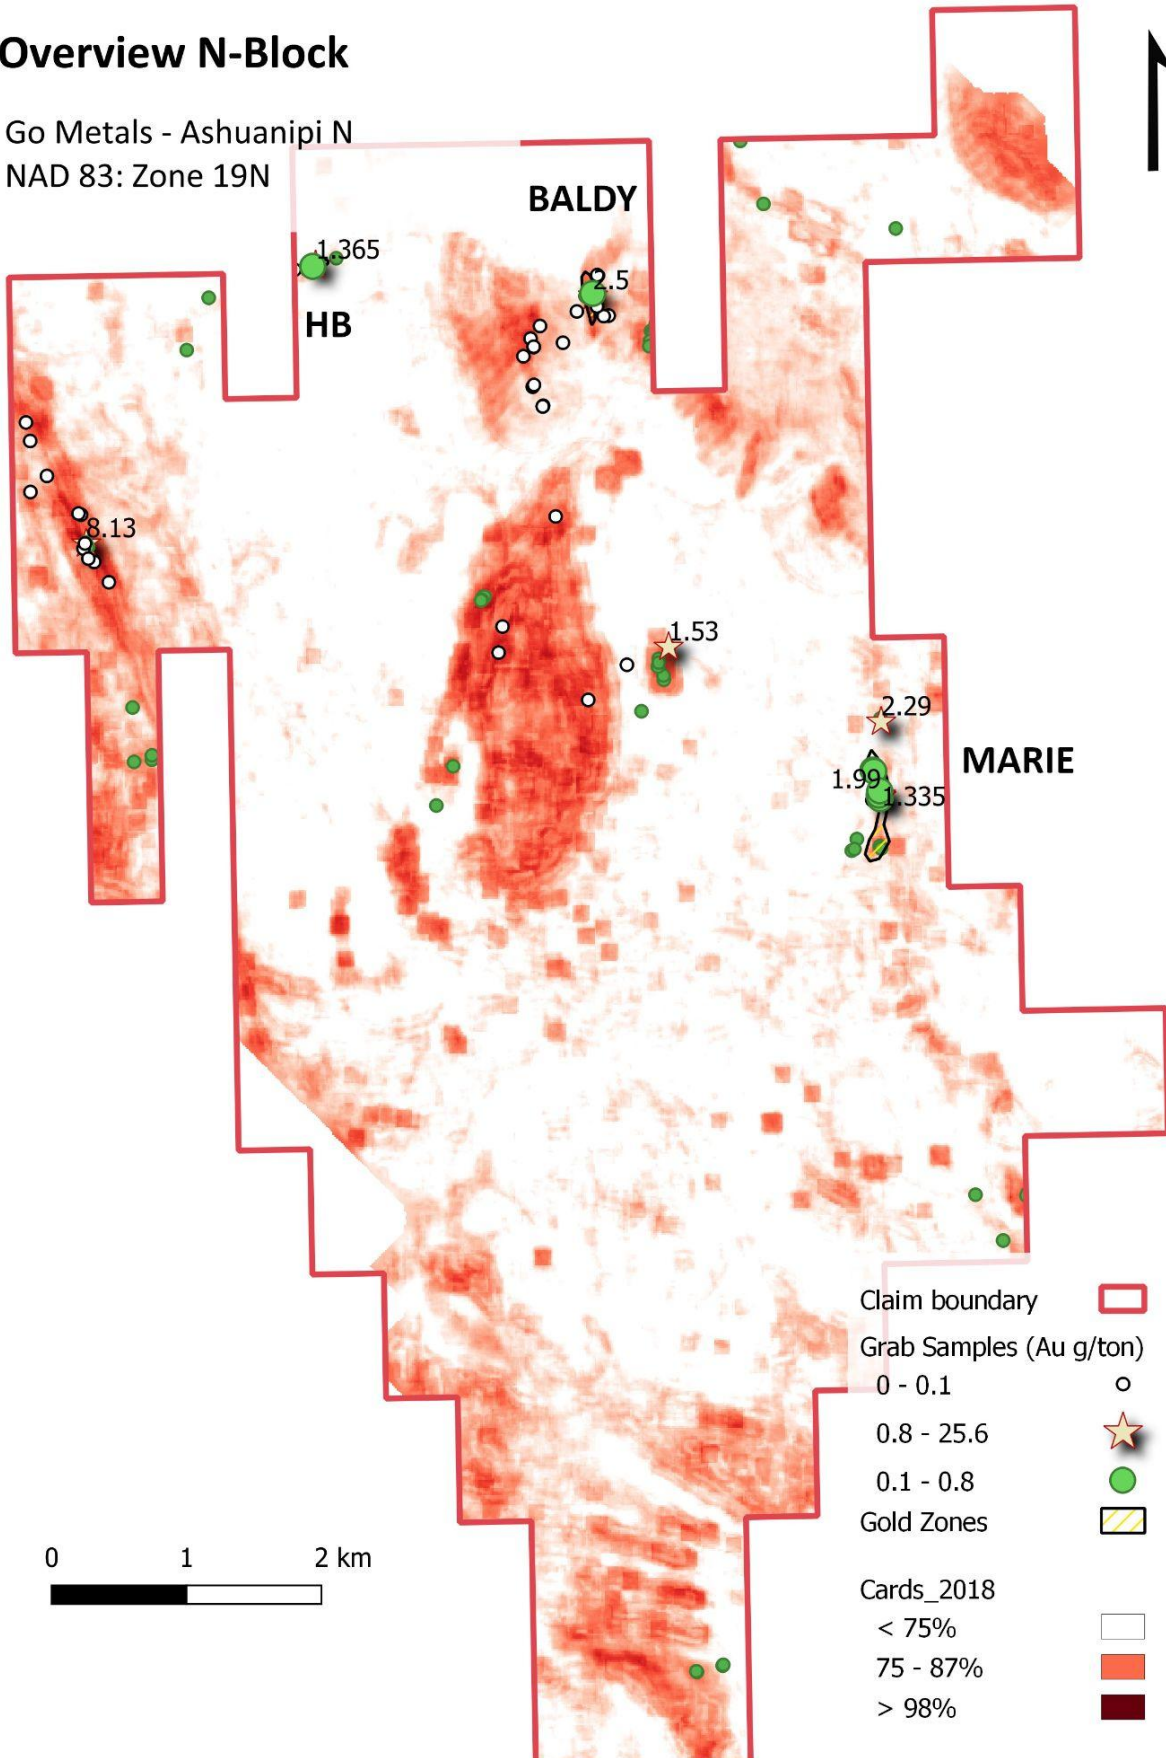 Overview N-Block
Go Metals - Ashuanipi N
NAD 83: Zone 19N
BALDY
1.365
2.5
HB
8.13
1.53
2.29
MARIE
1.99
1.335
Claim boundary
Grab Samples (Au g/ton)
0 - 0.1
0.8 - 25.6
0.1 - 0.8
Gold Zones
0 1 2 km
Cards_2018
< 75%
75 - 87%
> 98%